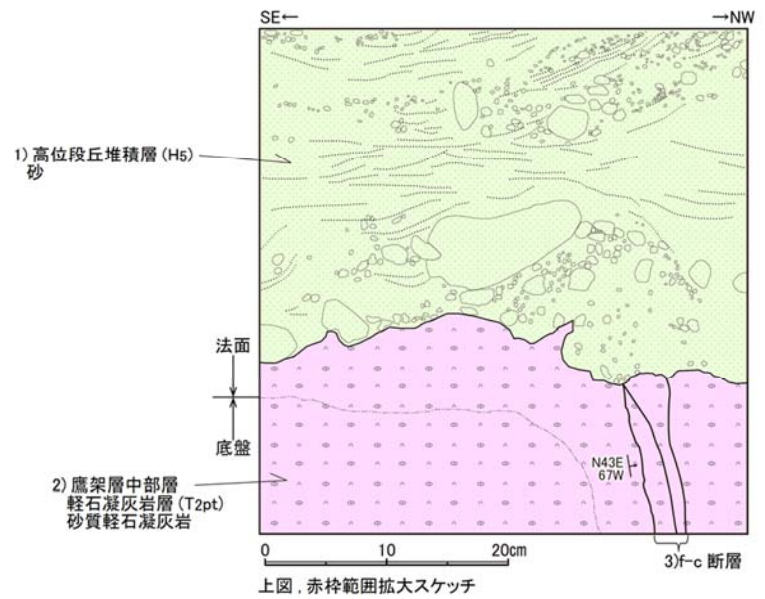 SE← →NW
1) 高位段丘堆積層 (H5)
砂
法面
底盤
N43E
67W
2) 鷹架層中部層
軽石凝灰岩層 (T2pt)
砂質軽石凝灰岩
3)f-c 断層
0 10 20cm
上図, 赤枠範囲拡大スケッチ